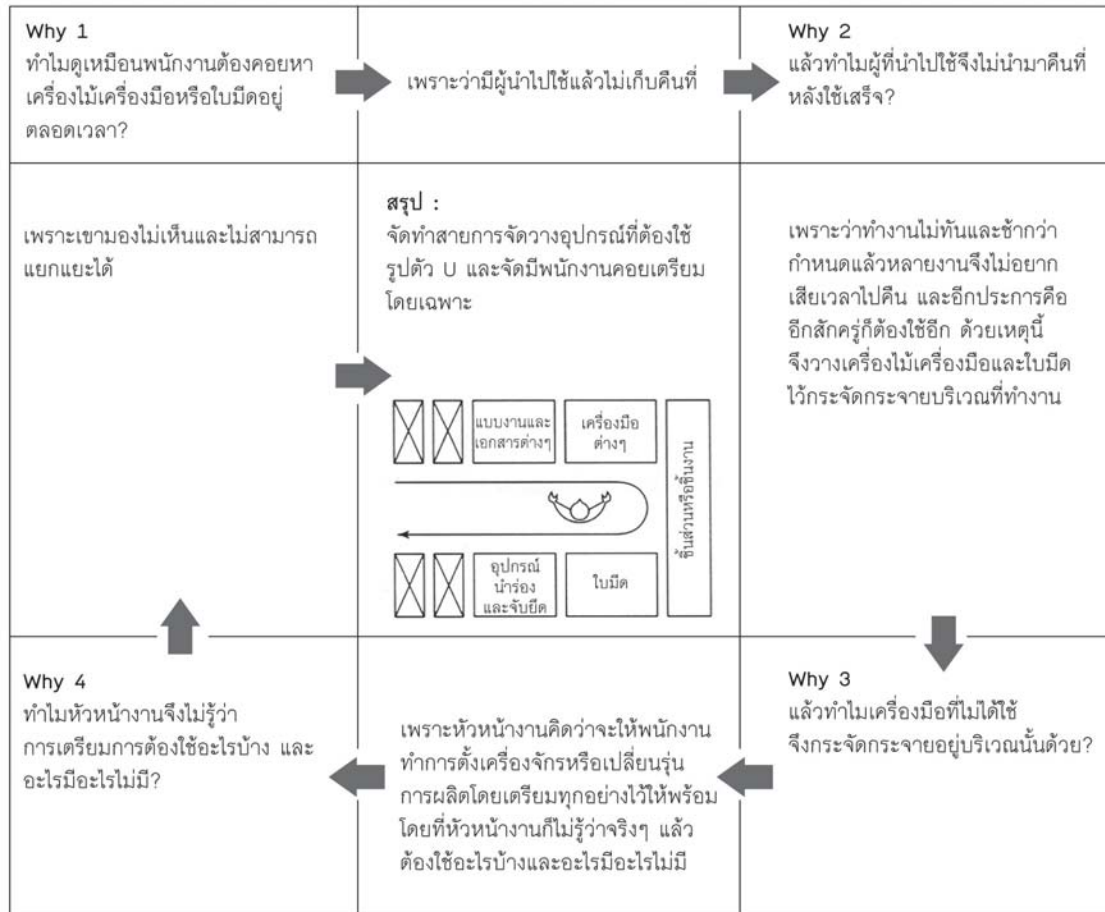 Why 1
ทำไมดูเหมือนพนักงานต้องคอยหา
เครื่องไม้เครื่องมือหรือใบมีดอยู่
ตลอดเวลา?
เพราะว่ามีผู้นำไปใช้แล้วไม่เก็บคืนที่
Why 2
แล้วทำไมผู้ที่นำไปใช้จึงไม่นำมาคืนที่
หลังใช้เสร็จ?
เพราะว่าทำงานไม่ทันและช้ากว่า
กำหนดแล้วหลายงานจึงไม่อยาก
เสียเวลาไปคืน และอีกประการคือ
อีกสักครู่ก็ต้องใช้อีก ด้วยเหตุนี้
จึงวางเครื่องไม้เครื่องมือและใบมีด
ไว้กระจัดกระจายบริเวณที่ทำงาน
Why 3
แล้วทำไมเครื่องมือที่ไม่ได้ใช้
จึงกระจัดกระจายอยู่บริเวณนั้นด้วย?
เพราะหัวหน้างานคิดว่าจะให้พนักงาน
ทำการตั้งเครื่องจักรหรือเปลี่ยนรุ่น
การผลิตโดยเตรียมทุกอย่างไว้ให้พร้อม
โดยที่หัวหน้างานก็ไม่รู้ว่าจริงๆ แล้ว
ต้องใช้อะไรบ้างและอะไรมีอะไรไม่มี
Why 4
ทำไมหัวหน้างานจึงไม่รู้ว่า
การเตรียมการต้องใช้อะไรบ้าง และ
อะไรมีอะไรไม่มี?
เพราะเขามองไม่เห็นและไม่สามารถ
แยกแยะได้
สรุป :
จัดทำสายการจัดวางอุปกรณ์ที่ต้องใช้
รูปตัว U และจัดมีพนักงานคอยเตรียม
โดยเฉพาะ
แบบงานและ
เอกสารต่างๆ
เครื่องมือ
ต่างๆ
ชิ้นส่วนหรือชิ้นงาน
อุปกรณ์
นำร่อง
และจับยึด
ใบมีด